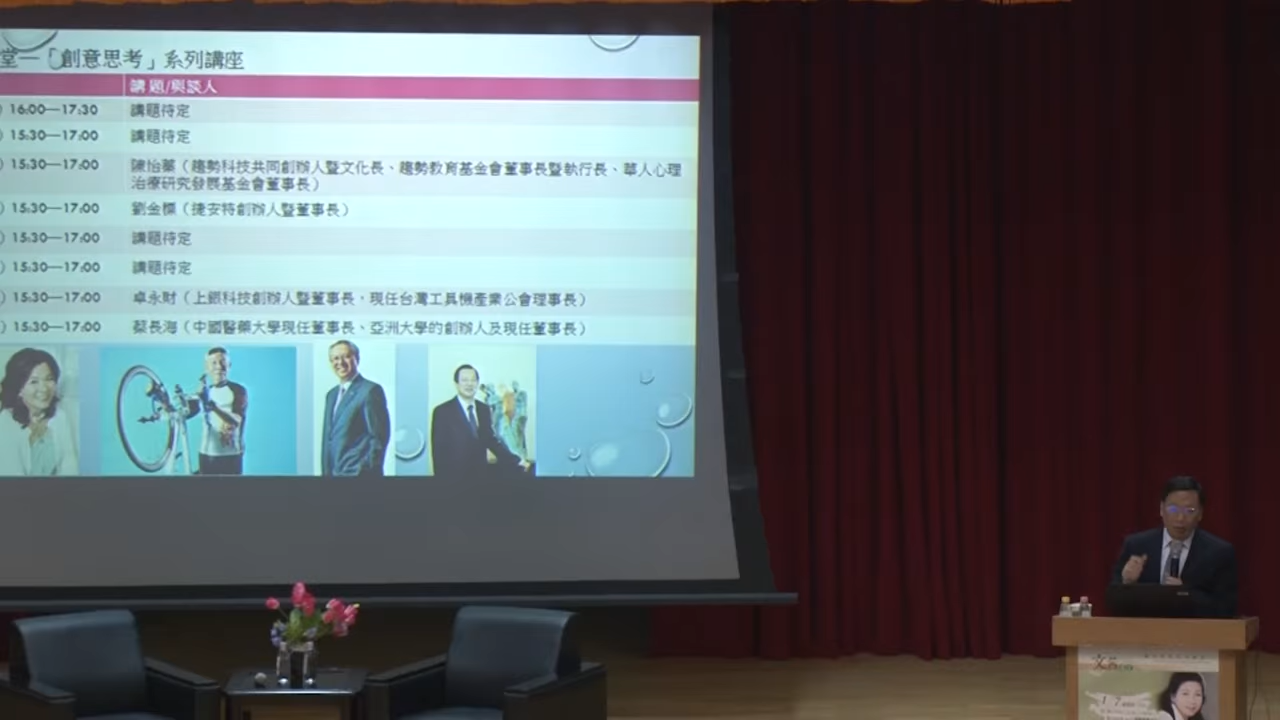 堂—「創意思考」系列講座
講題/與談人
16:00—17:30 講題待定
15:30—17:00 講題待定
15:30—17:00 陳怡蓁（趨勢科技共同創辦人暨文化長、趨勢教育基金會董事長暨執行長、華人心理
治療研究發展基金會董事長）
15:30—17:00 劉金標（捷安特創辦人暨董事長）
15:30—17:00 講題待定
15:30—17:00 講題待定
15:30—17:00 卓永財（上銀科技創辦人暨董事長，現任台灣工具機產業公會理事長）
15:30—17:00 蔡長海（中國醫藥大學現任董事長、亞洲大學的創辦人及現任董事長）